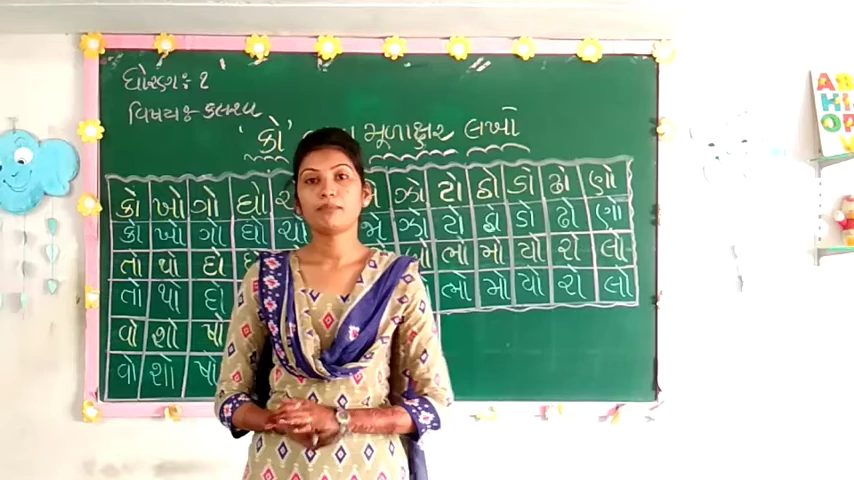 ધોરણ: ૧
વિષય:- કલરવ
'કો' મૂળાક્ષર લખો
કો ખો ગો ઘો ઝો ટો ઠો ડો ઢો ણો
કો ખો ગો ઘો ચો ઝો ટો ઠો ડો ઢો ણો
તો થો દો ભો મો યો રો લો
તો થો દો ભો મો યો રો લો
વો શો ષો
વો શો ષો